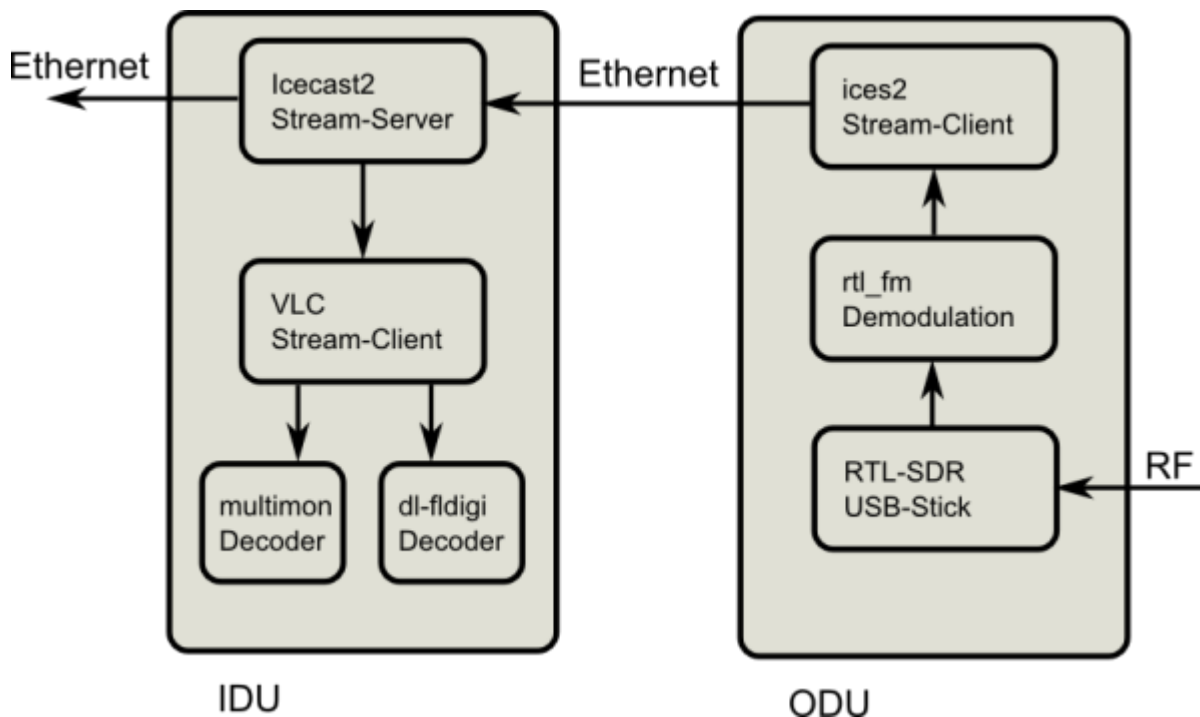 Ethernet
Icecast2
Stream-Server
Ethernet
ices2
Stream-Client
VLC
Stream-Client
rtl_fm
Demodulation
multimon
Decoder
dl-fldigi
Decoder
RTL-SDR
USB-Stick
RF
IDU
ODU